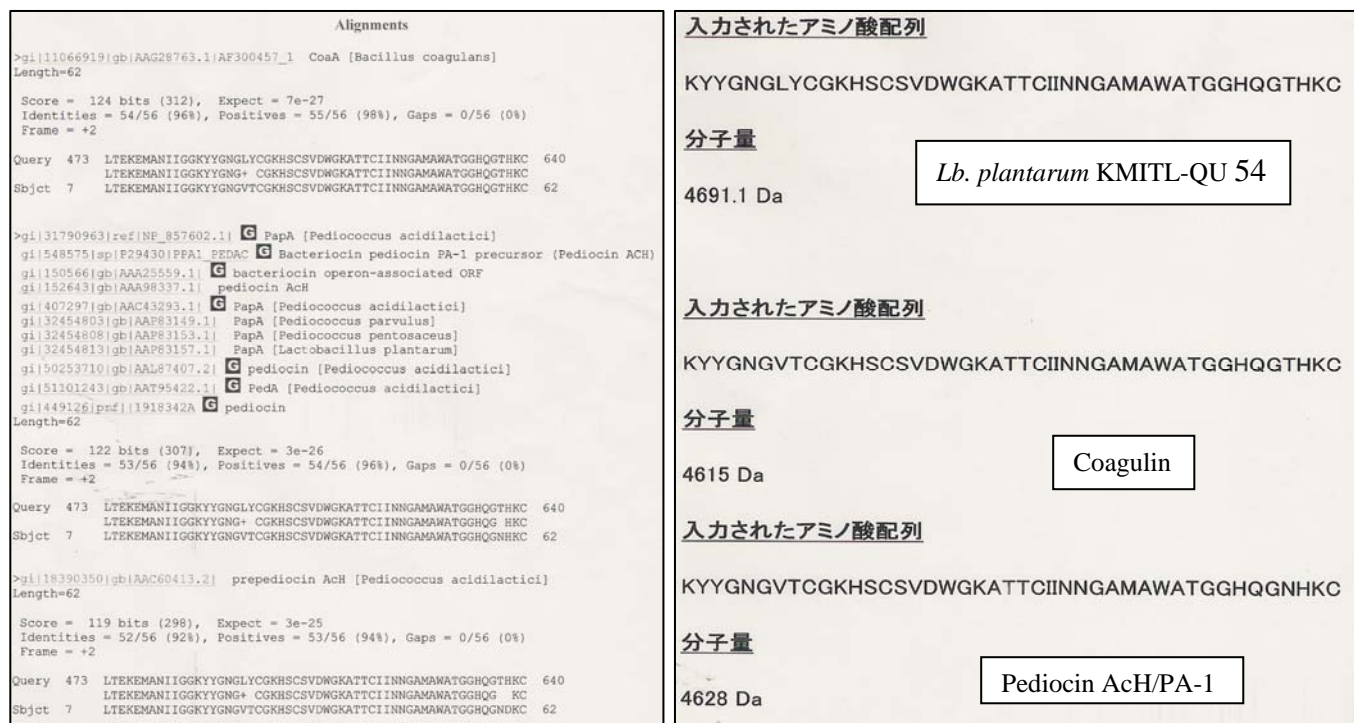 Alignments
>gi|11066919|gb|AAG28763.1|AF300457_1 CoaA [Bacillus coagulans]
Length=62
Score = 124 bits (312), Expect = 7e-27
Identities = 54/56 (96%), Positives = 55/56 (98%), Gaps = 0/56 (0%)
Frame = +2
Query 473 LTEKEMANIIGGKYYGNGLYCGKHSCSVDWGKATTCIINNGAMAWATGGHQGTHKC 640
LTEKEMANIIGGKYYGNG+ CGKHSCSVDWGKATTCIINNGAMAWATGGHQGTHKC
Sbjct 7 LTEKEMANIIGGKYYGNGVTCGKHSCSVDWGKATTCIINNGAMAWATGGHQGTHKC 62
>gi|31790963|ref|NP_857602.1| G PapA [Pediococcus acidilactici]
gi|548575|sp|P29430|PPA1_PEDAC G Bacteriocin pediocin PA-1 precursor (Pediocin ACH)
gi|150566|gb|AAA25559.1| G bacteriocin operon-associated ORF
gi|152643|gb|AAA98337.1| pediocin AcH
gi|407297|gb|AAC43293.1| G PapA [Pediococcus acidilactici]
gi|32454803|gb|AAP83149.1| PapA [Pediococcus parvulus]
gi|32454808|gb|AAP83153.1| PapA [Pediococcus pentosaceus]
gi|32454813|gb|AAP83157.1| PapA [Lactobacillus plantarum]
gi|50253710|gb|AAL87407.2| G pediocin [Pediococcus acidilactici]
gi|51101243|gb|AAT95422.1| G PedA [Pediococcus acidilactici]
gi|449126|prf||1918342A G pediocin
Length=62
Score = 122 bits (307), Expect = 3e-26
Identities = 53/56 (94%), Positives = 54/56 (96%), Gaps = 0/56 (0%)
Frame = +2
Query 473 LTEKEMANIIGGKYYGNGLYCGKHSCSVDWGKATTCIINNGAMAWATGGHQGTHKC 640
LTEKEMANIIGGKYYGNG+ CGKHSCSVDWGKATTCIINNGAMAWATGGHQG HKC
Sbjct 7 LTEKEMANIIGGKYYGNGVTCGKHSCSVDWGKATTCIINNGAMAWATGGHQGNHKC 62
>gi|18390350|gb|AAC60413.2| prepediocin AcH [Pediococcus acidilactici]
Length=62
Score = 119 bits (298), Expect = 3e-25
Identities = 52/56 (92%), Positives = 53/56 (94%), Gaps = 0/56 (0%)
Frame = +2
Query 473 LTEKEMANIIGGKYYGNGLYCGKHSCSVDWGKATTCIINNGAMAWATGGHQGTHKC 640
LTEKEMANIIGGKYYGNG+ CGKHSCSVDWGKATTCIINNGAMAWATGGHQG KC
Sbjct 7 LTEKEMANIIGGKYYGNGVTCGKHSCSVDWGKATTCIINNGAMAWATGGHQGNDKC 62
入力されたアミノ酸配列
KYYGNGLYCGKHSCSVDWGKATTCIINNGAMAWATGGHQGTHKC
分子量
Lb. plantarum KMITL-QU 54
4691.1 Da
入力されたアミノ酸配列
KYYGNGVTCGKHSCSVDWGKATTCIINNGAMAWATGGHQGTHKC
分子量
Coagulin
4615 Da
入力されたアミノ酸配列
KYYGNGVTCGKHSCSVDWGKATTCIINNGAMAWATGGHQGNHKC
分子量
Pediocin AcH/PA-1
4628 Da